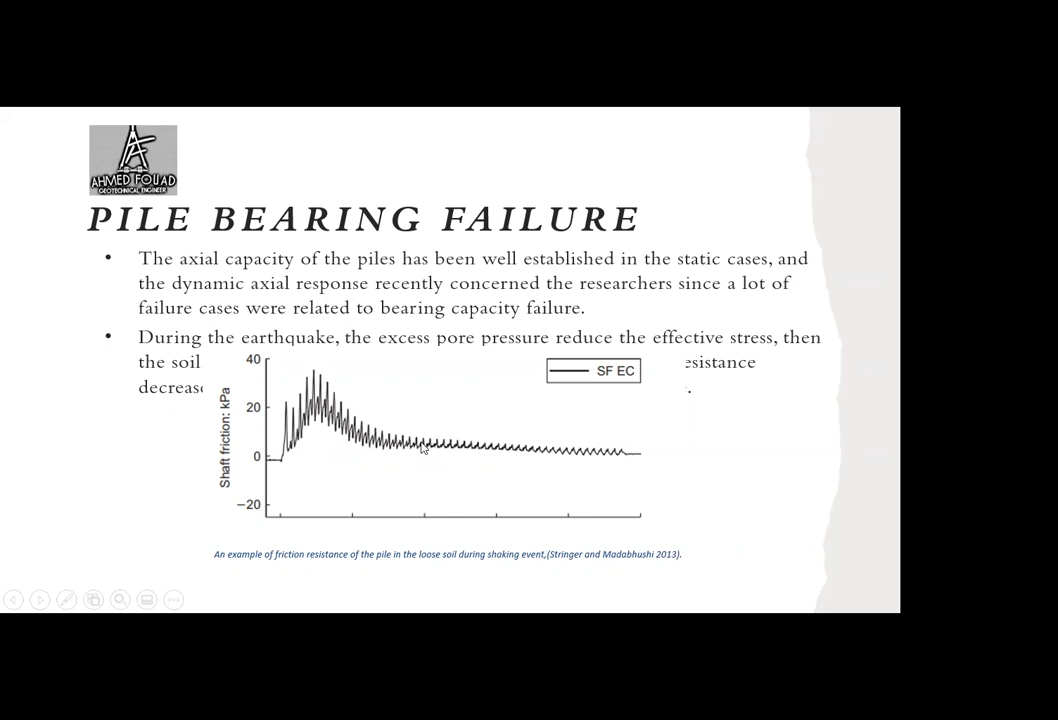 AHMED FOUAD
GEOTECHNICAL ENGINEER
PILE BEARING FAILURE
• The axial capacity of the piles has been well established in the static cases, and
the dynamic axial response recently concerned the researchers since a lot of
failure cases were related to bearing capacity failure.
• During the earthquake, the excess pore pressure reduce the effective stress, then
the soil
decreas
40
20
0
−20
Shaft friction: kPa
SF EC
An example of friction resistance of the pile in the loose soil during shaking event,(Stringer and Madabhushi 2013).